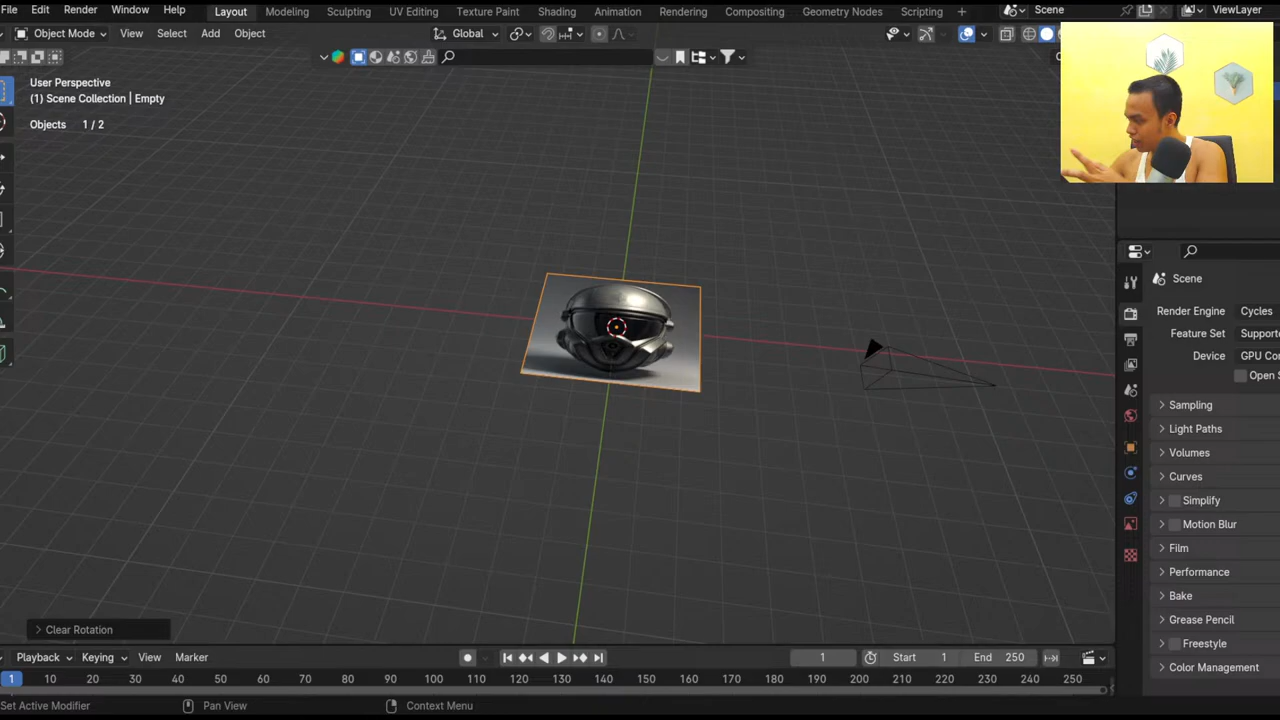 File Edit Render Window Help Layout Modeling Sculpting UV Editing Texture Paint Shading Animation Rendering Compositing Geometry Nodes Scripting + Scene ViewLayer
Object Mode View Select Add Object Global
User Perspective
(1) Scene Collection | Empty
Objects 1 / 2
Scene
Render Engine Cycles
Feature Set
Device
Open
Sampling
Light Paths
Volumes
Curves
Simplify
Motion Blur
Film
Performance
Bake
Grease Pencil
Freestyle
Color Management
Clear Rotation
Playback Keying View Marker 1 Start 1 End 250
1 10 20 30 40 50 60 70 80 90 100 110 120 130 140 150 160 170 180 190 200 210 220 230 240 250
Set Active Modifier Pan View Context Menu